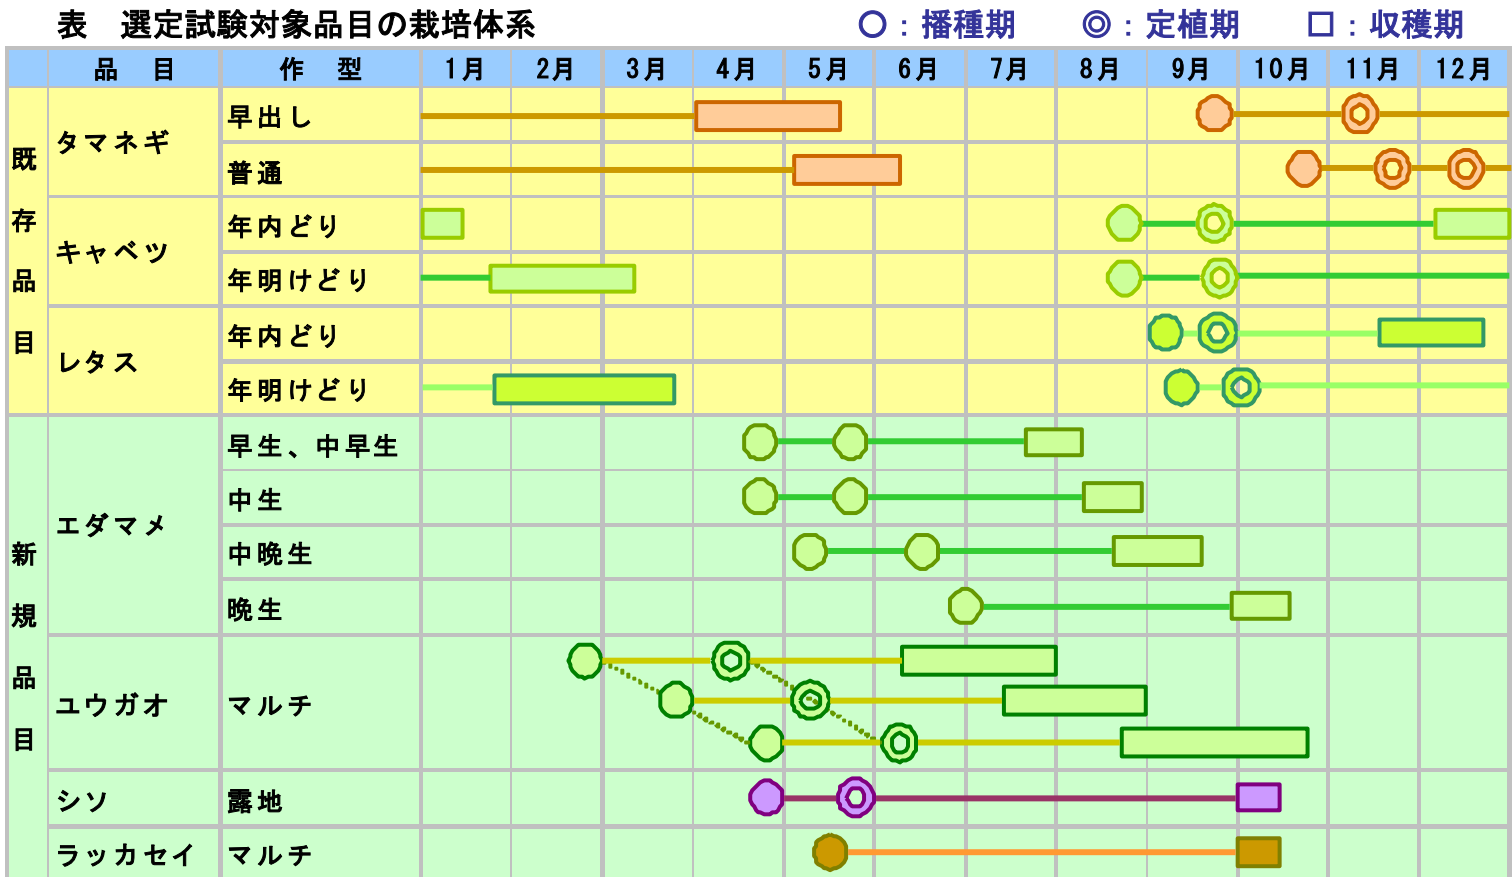 表　選定試験対象品目の栽培体系　○：播種期　◎：定植期　□：収穫期
品　目　作　型　1月　2月　3月　4月　5月　6月　7月　8月　9月　10月　11月　12月
既存品目
タマネギ　早出し
普通
キャベツ　年内どり
年明けどり
レタス　年内どり
年明けどり
新規品目
エダマメ　早生、中早生
中生
中晩生
晩生
ユウガオ　マルチ
シソ　露地
ラッカセイ　マルチ